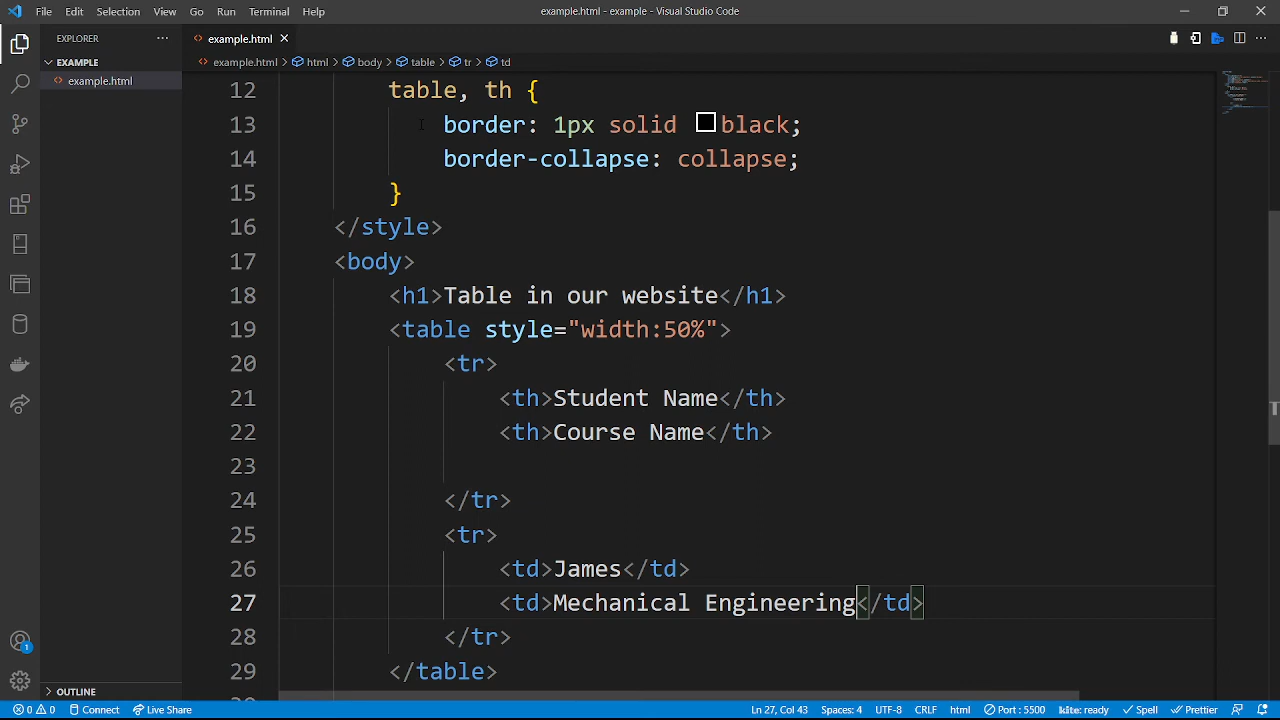 File Edit Selection View Go Run Terminal Help
example.html - example - Visual Studio Code
EXPLORER
example.html
EXAMPLE
example.html
example.html > html > body > table > tr > td
12 table, th {
13 border: 1px solid black;
14 border-collapse: collapse;
15 }
16 </style>
17 <body>
18 <h1>Table in our website</h1>
19 <table style="width:50%">
20 <tr>
21 <th>Student Name</th>
22 <th>Course Name</th>
23
24 </tr>
25 <tr>
26 <td>James</td>
27 <td>Mechanical Engineering</td>
28 </tr>
29 </table>
OUTLINE
1
0 0 Connect Live Share
Ln 27, Col 43 Spaces: 4 UTF-8 CRLF html Port : 5500 kite: ready Spell Prettier